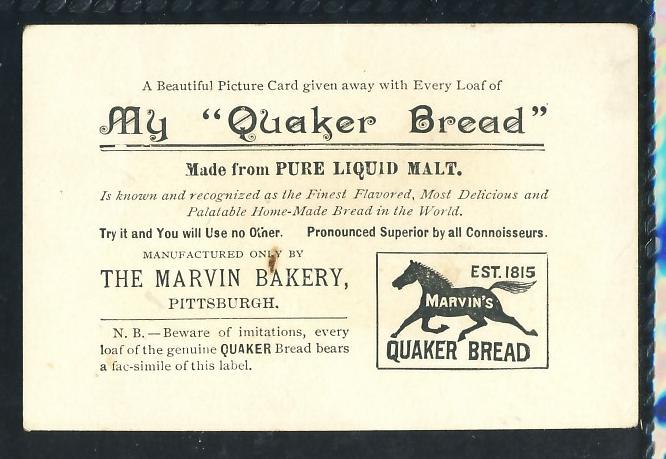 A Beautiful Picture Card given away with Every Loaf of
My "Quaker Bread"
Made from PURE LIQUID MALT.
Is known and recognized as the Finest Flavored, Most Delicious and
Palatable Home-Made Bread in the World.
Try it and You will Use no Other. Pronounced Superior by all Connoisseurs.
MANUFACTURED ONLY BY
THE MARVIN BAKERY,
PITTSBURGH.
N. B.—Beware of imitations, every
loaf of the genuine QUAKER Bread bears
a fac-simile of this label.
EST. 1815
MARVIN'S
QUAKER BREAD